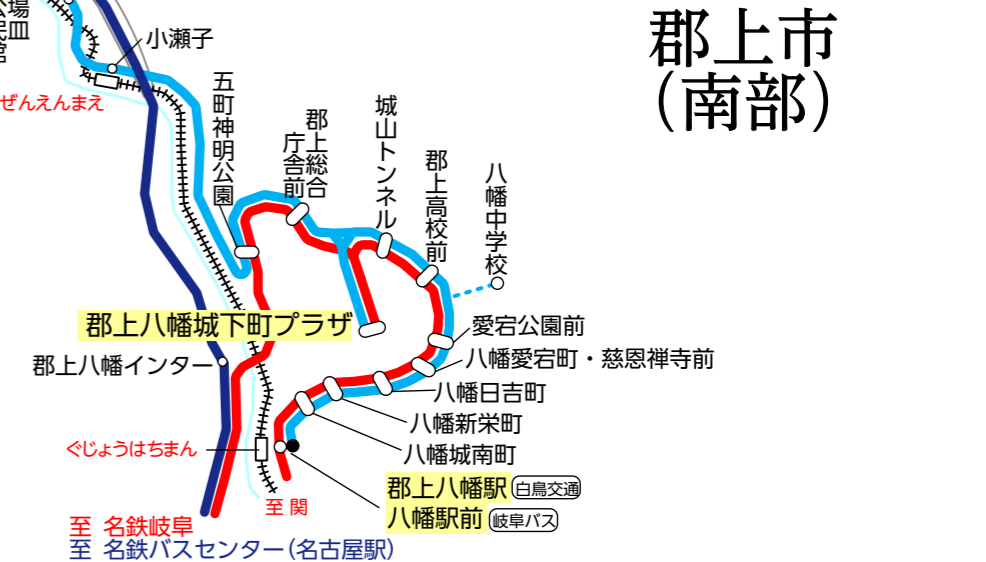 郡上市
（南部）
場皿
公民館
小瀬子
ぜんえんまえ
五町神明公園
郡上総合
庁舎前
城山トンネル
郡上高校前
八幡中学校
郡上八幡城下町プラザ
愛宕公園前
郡上八幡インター
八幡愛宕町・慈恩禅寺前
八幡日吉町
八幡新栄町
ぐじょうはちまん
八幡城南町
郡上八幡駅 白鳥交通
八幡駅前 岐阜バス
至 関
至 名鉄岐阜
至 名鉄バスセンター（名古屋駅）